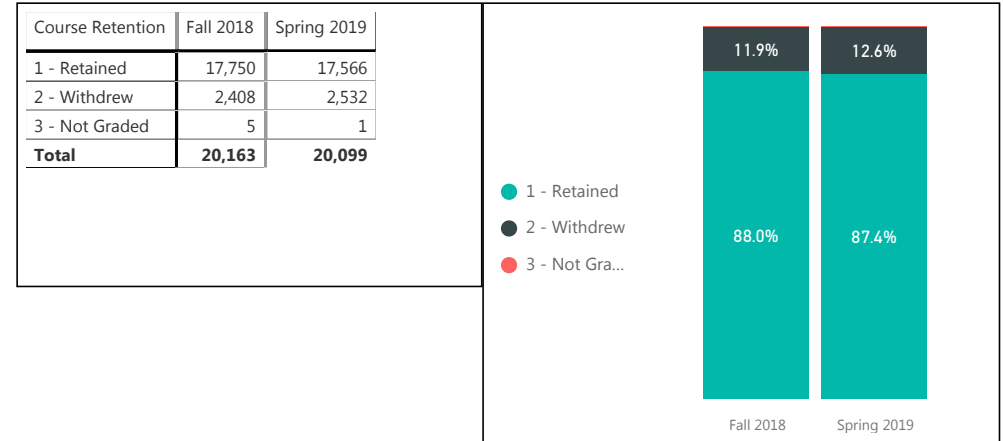 Course Retention Fall 2018 Spring 2019
1 - Retained 17,750 17,566
2 - Withdrew 2,408 2,532
3 - Not Graded 5 1
Total 20,163 20,099
11.9% 12.6%
1 - Retained
2 - Withdrew
88.0% 87.4%
3 - Not Gra...
Fall 2018 Spring 2019